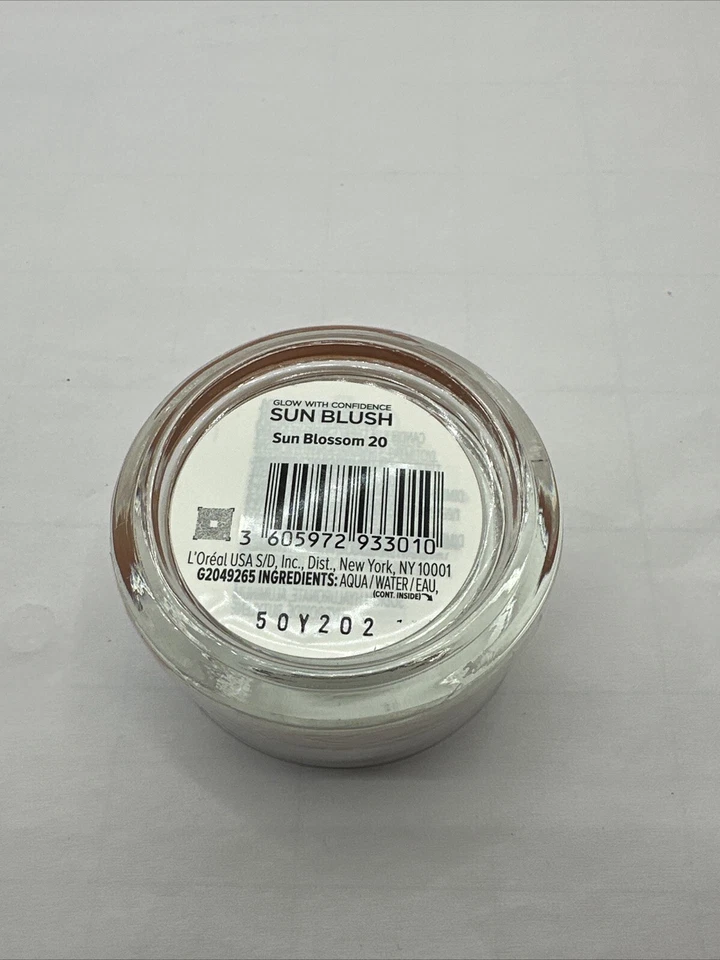 GLOW WITH CONFIDENCE
SUN BLUSH
Sun Blossom 20
3 605972 933010
L'Oréal USA S/D, Inc., Dist., New York, NY 10001
G2049265 INGREDIENTS: AQUA / WATER / EAU,
(CONT. INSIDE)
50Y202